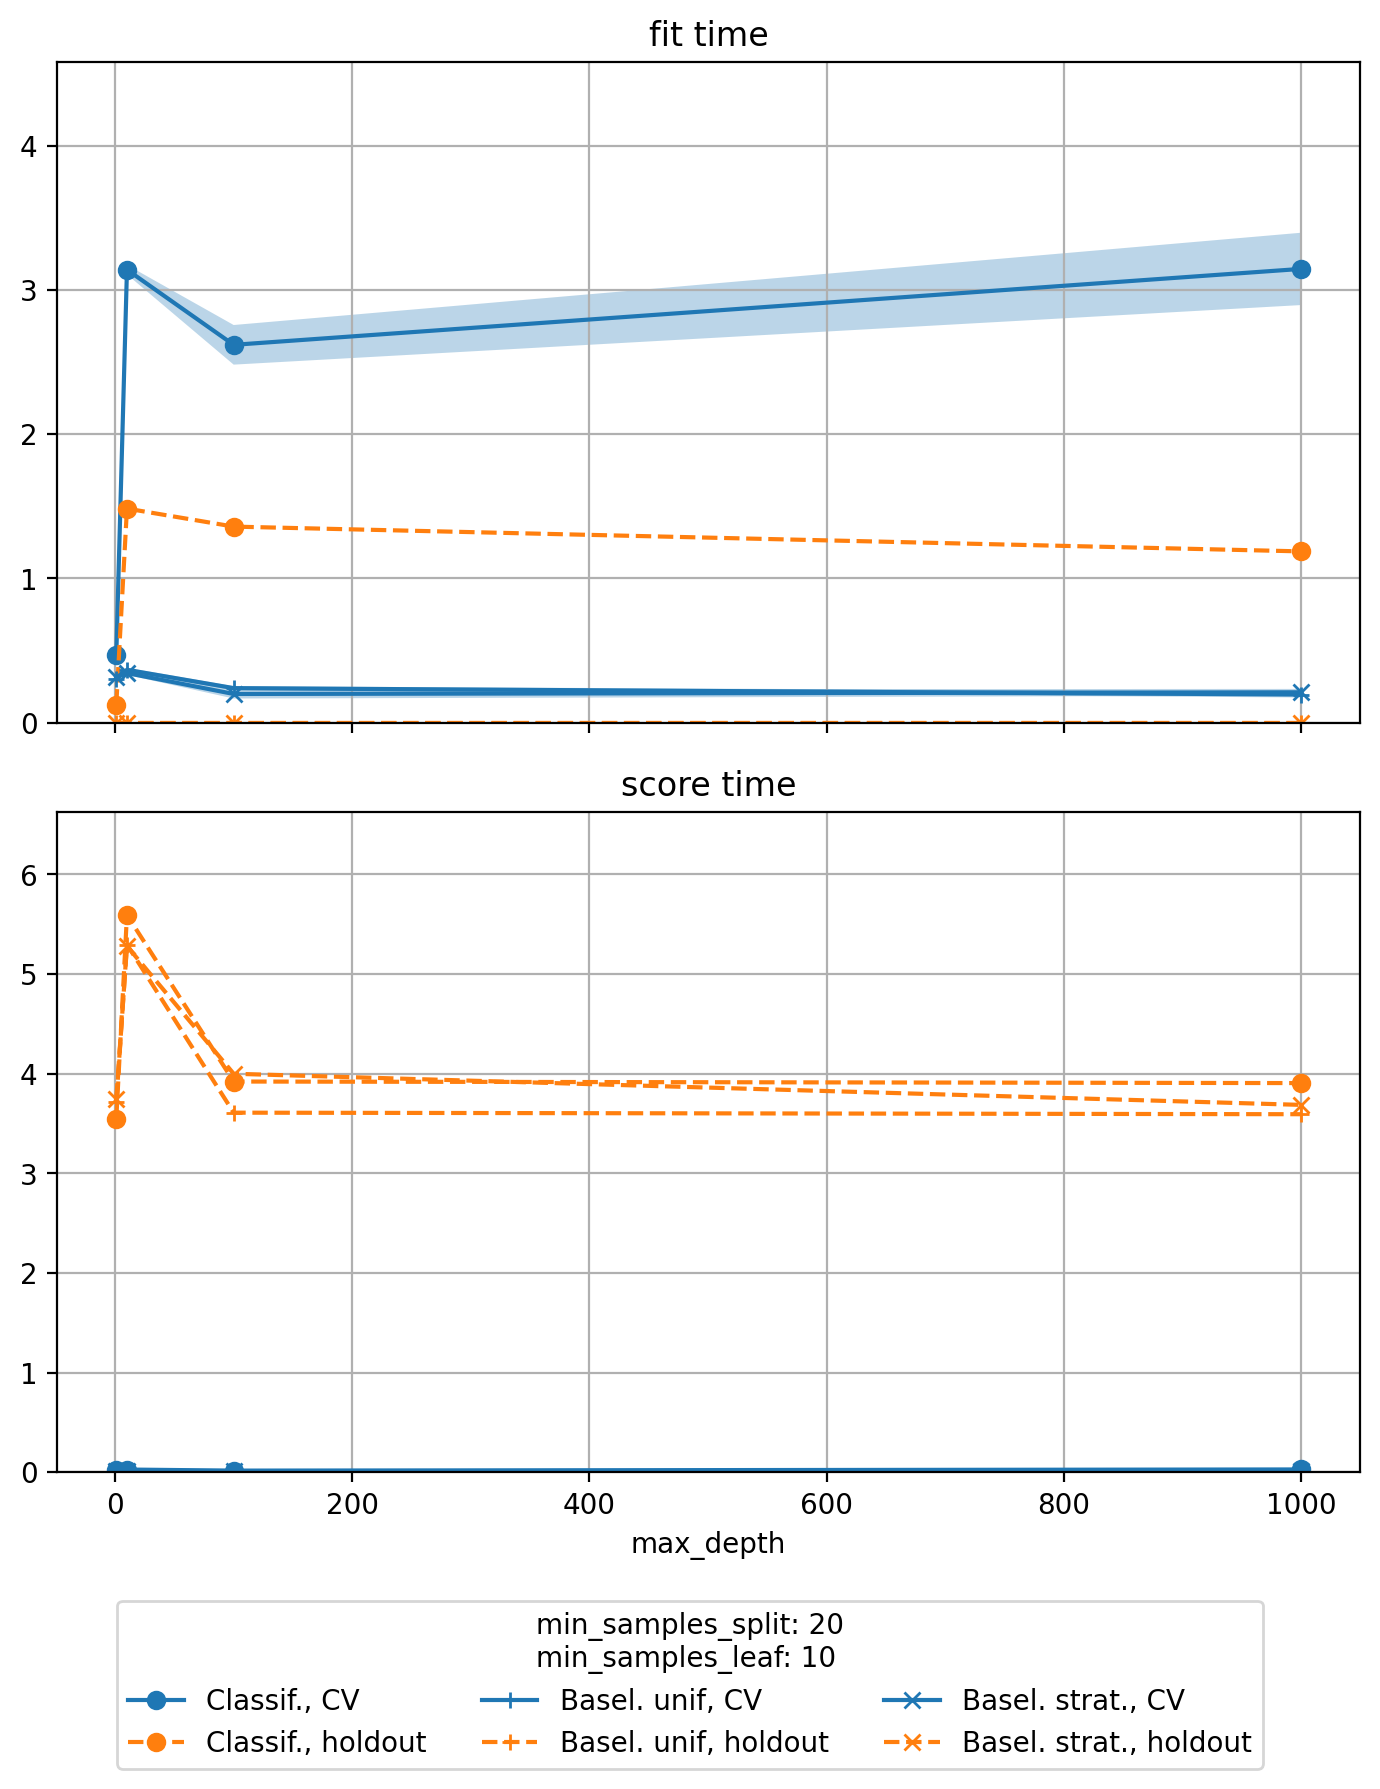 fit time
4
3
2
1
0
score time
6
5
4
3
2
1
0
0 200 400 600 800 1000
max_depth
min_samples_split: 20
min_samples_leaf: 10
Classif., CV Basel. unif, CV Basel. strat., CV
Classif., holdout Basel. unif, holdout Basel. strat., holdout